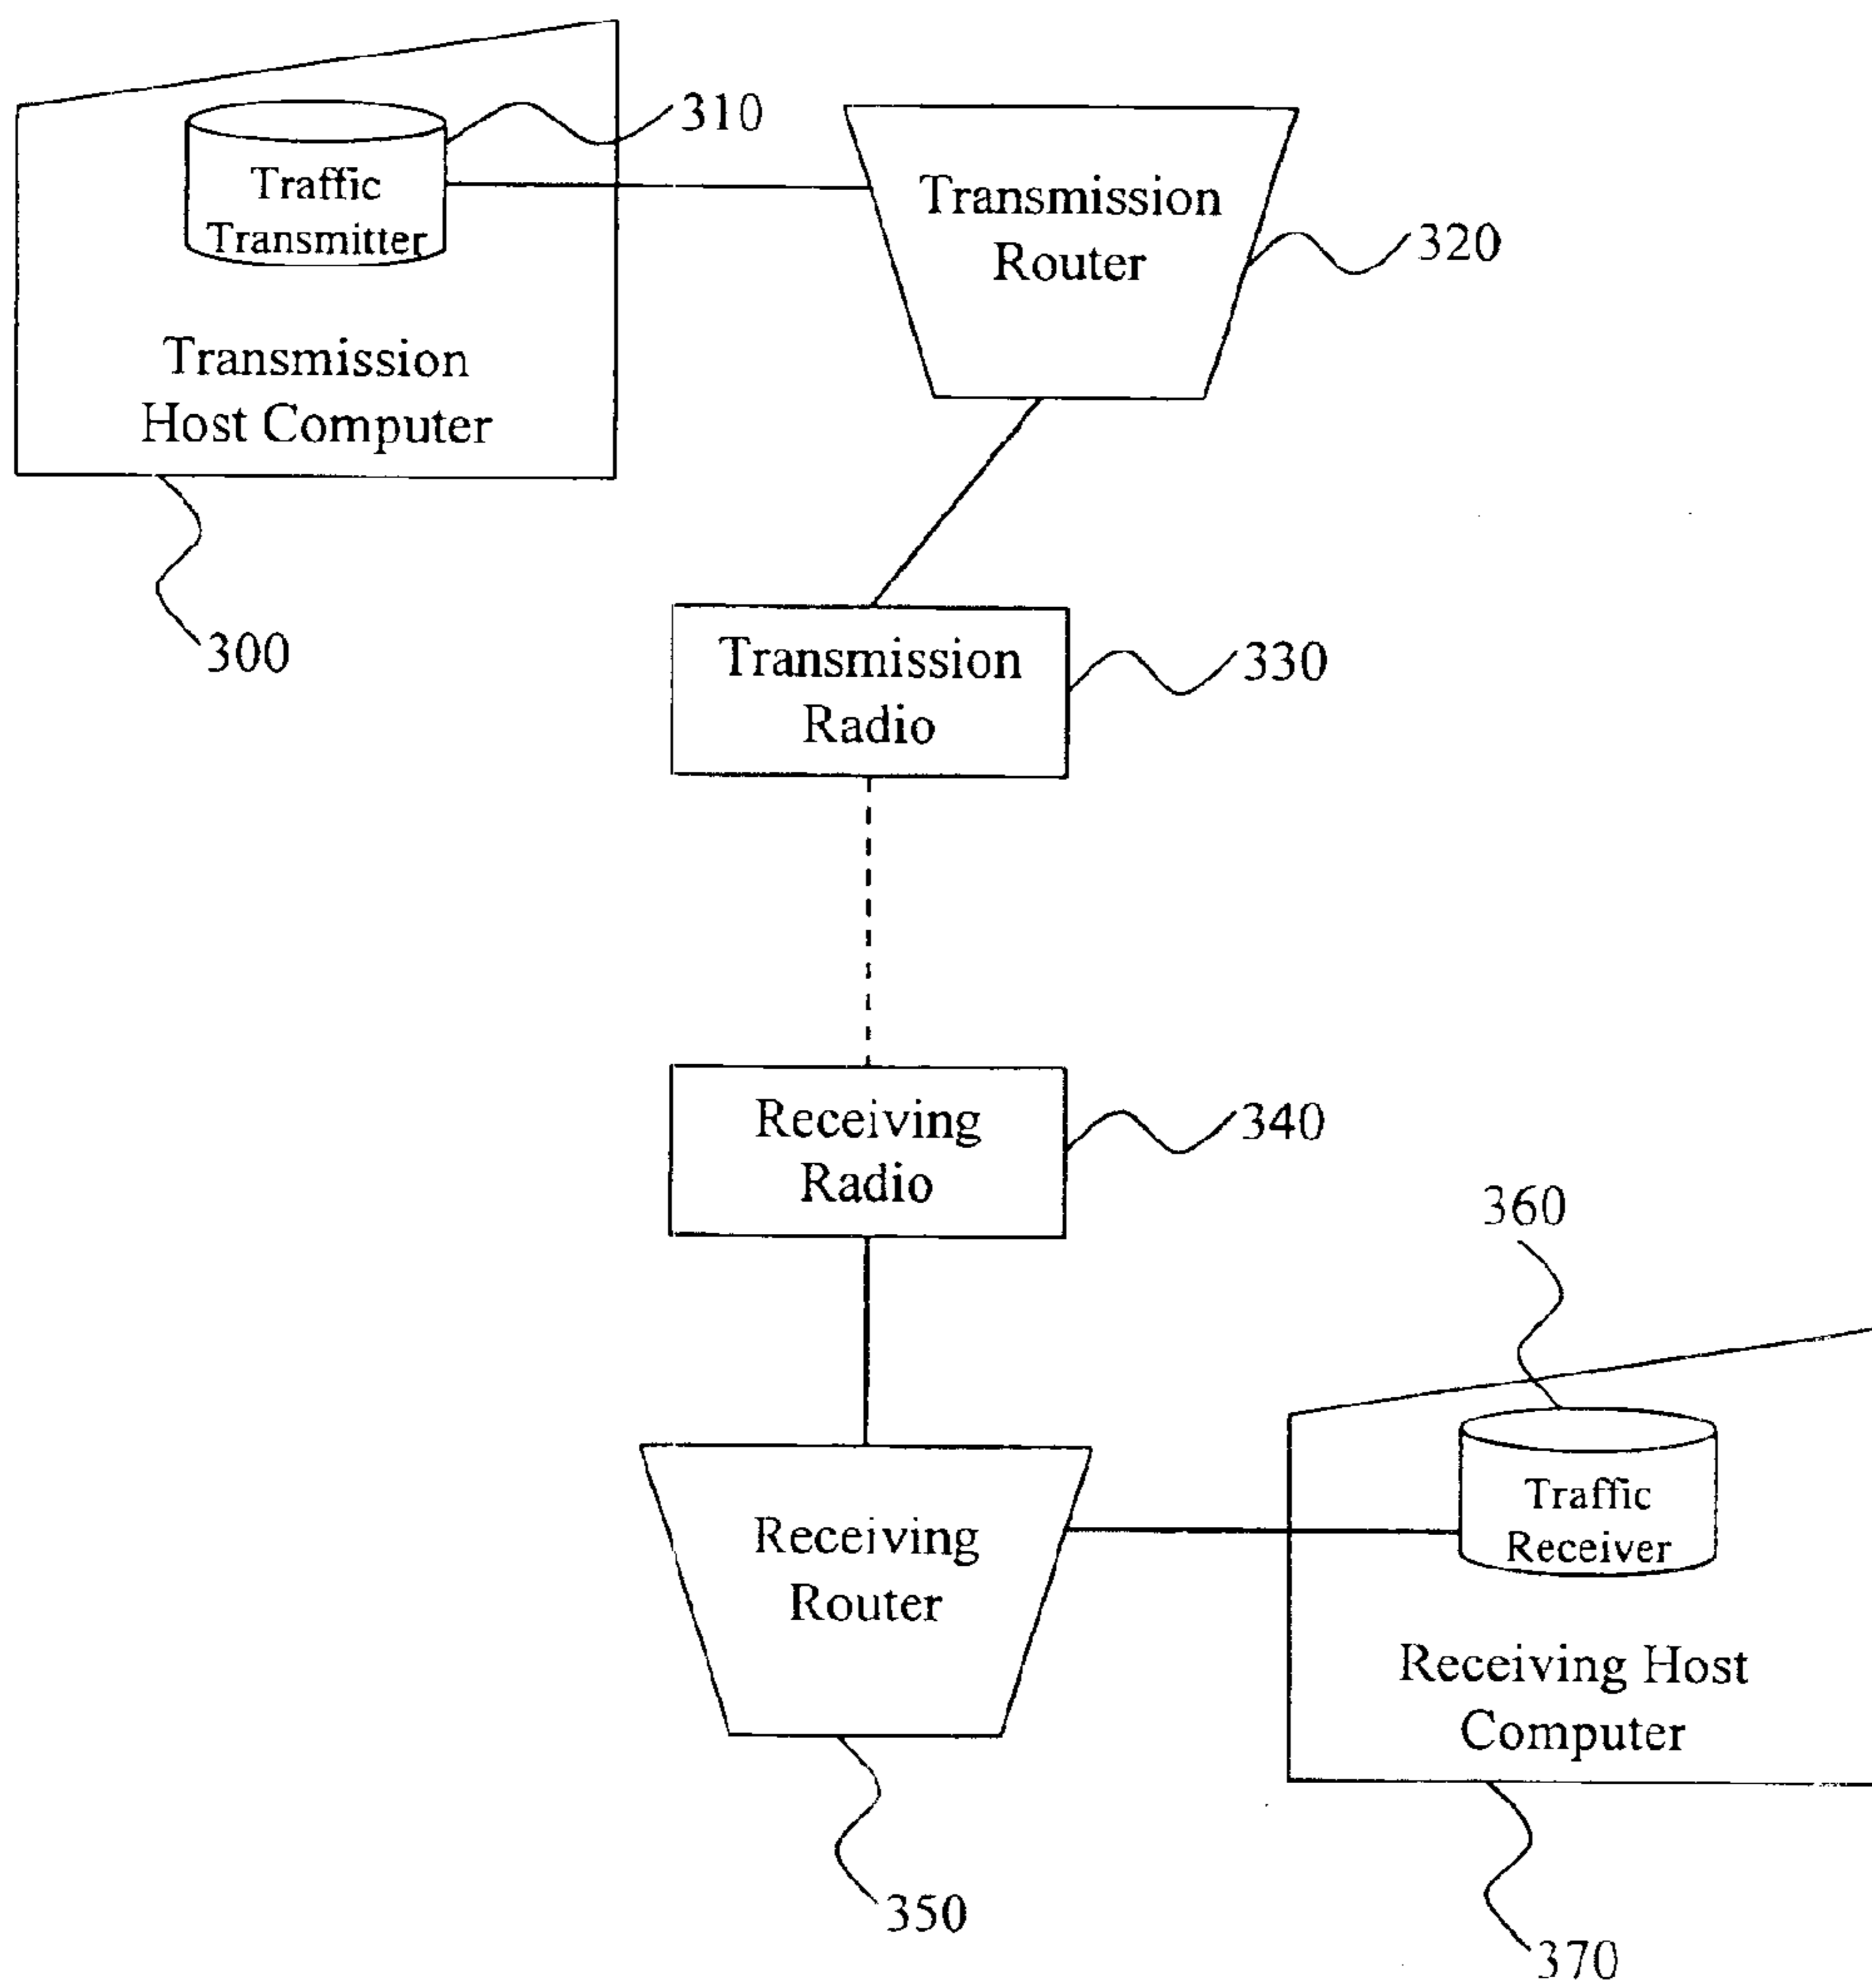 310
Traffic
Transmitter
Transmission
Host Computer
300
Transmission
Router
320
Transmission
Radio
330
Receiving
Radio
340
360
Traffic
Receiver
Receiving Host
Computer
370
Receiving
Router
350